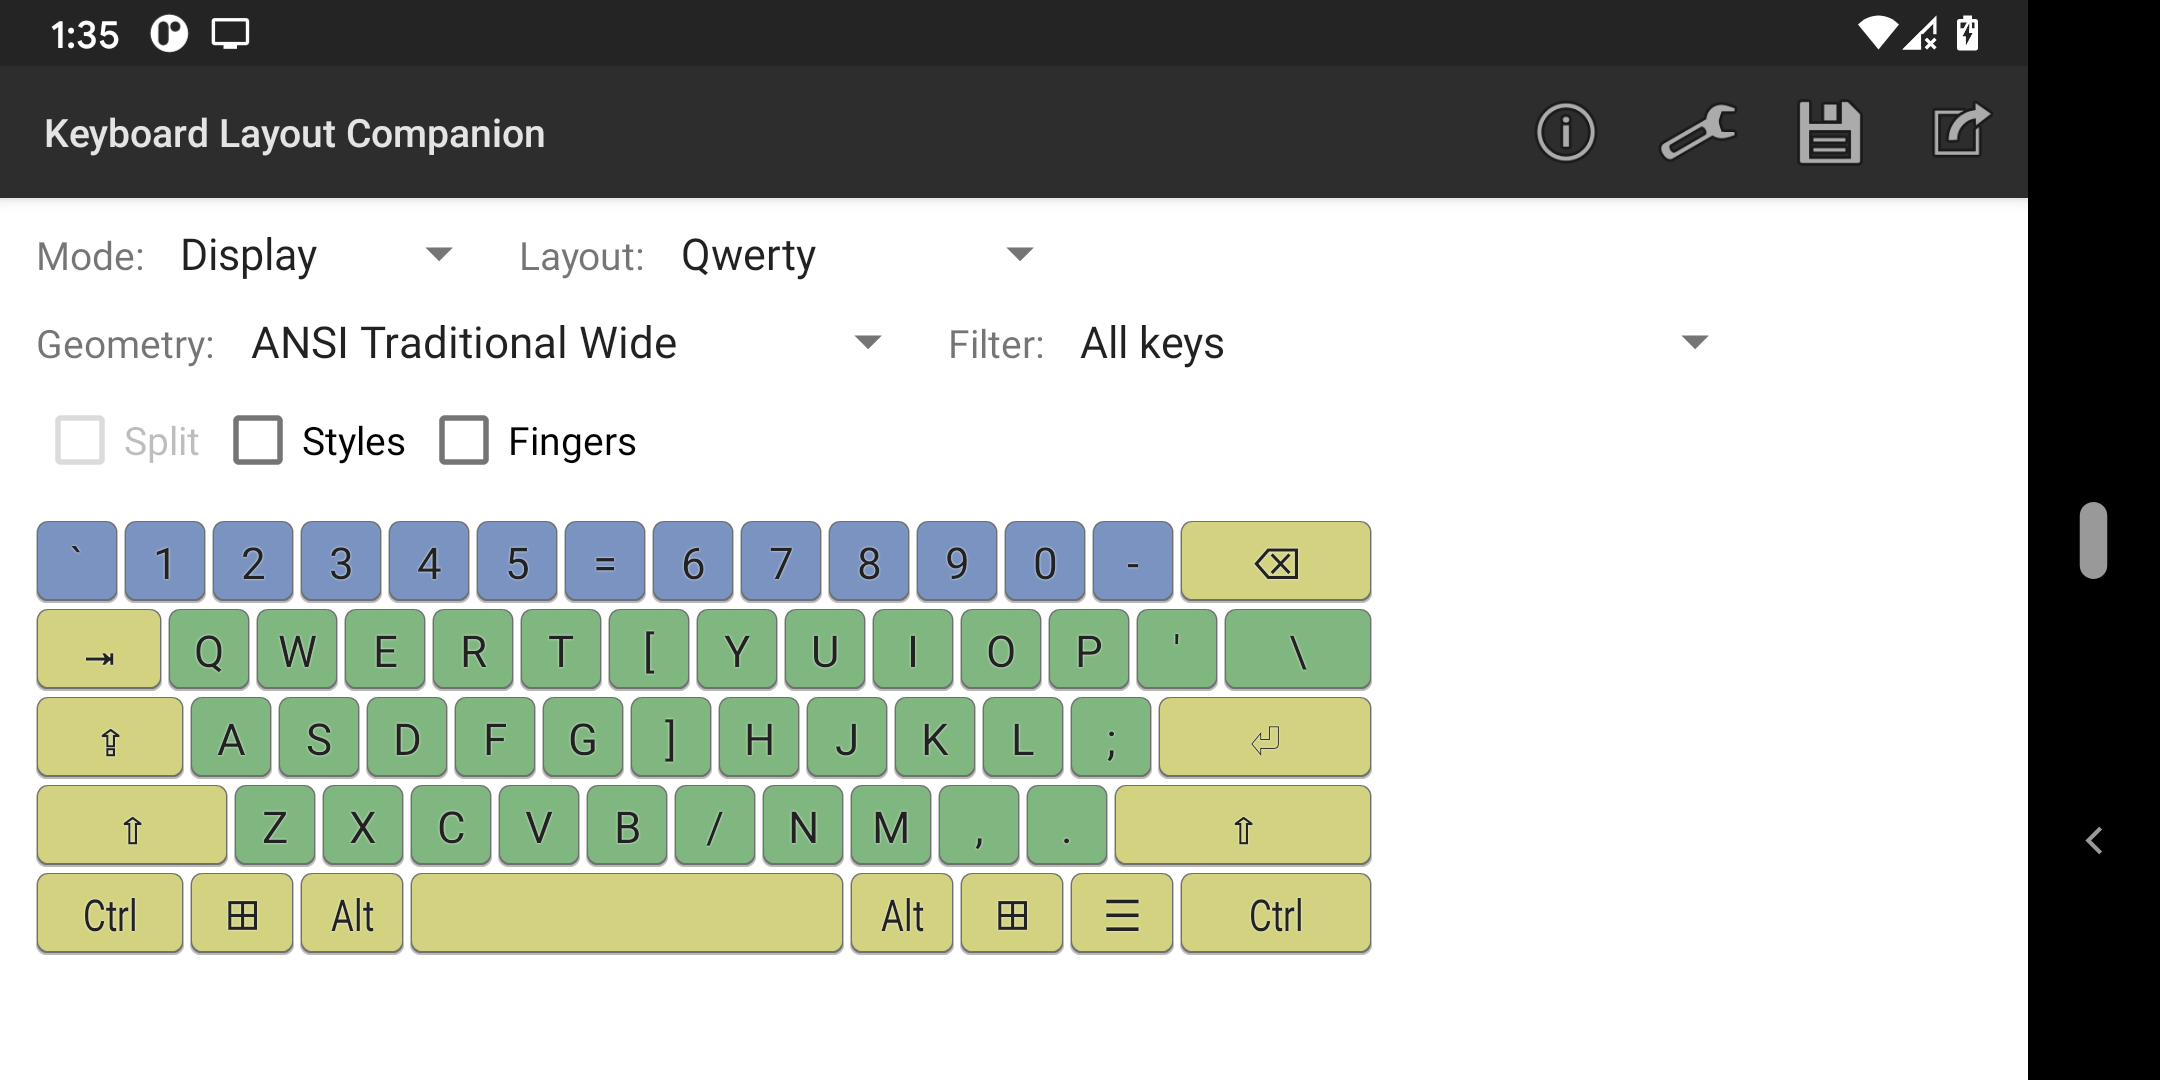 1:35
Keyboard Layout Companion
Mode: Display Layout: Qwerty
Geometry: ANSI Traditional Wide Filter: All keys
Split Styles Fingers
` 1 2 3 4 5 = 6 7 8 9 0 - ⌫
⇥ Q W E R T [ Y U I O P ' \
⇪ A S D F G ] H J K L ; ⏎
⇧ Z X C V B / N M , . ⇧
Ctrl ⊞ Alt Alt ⊞ ☰ Ctrl